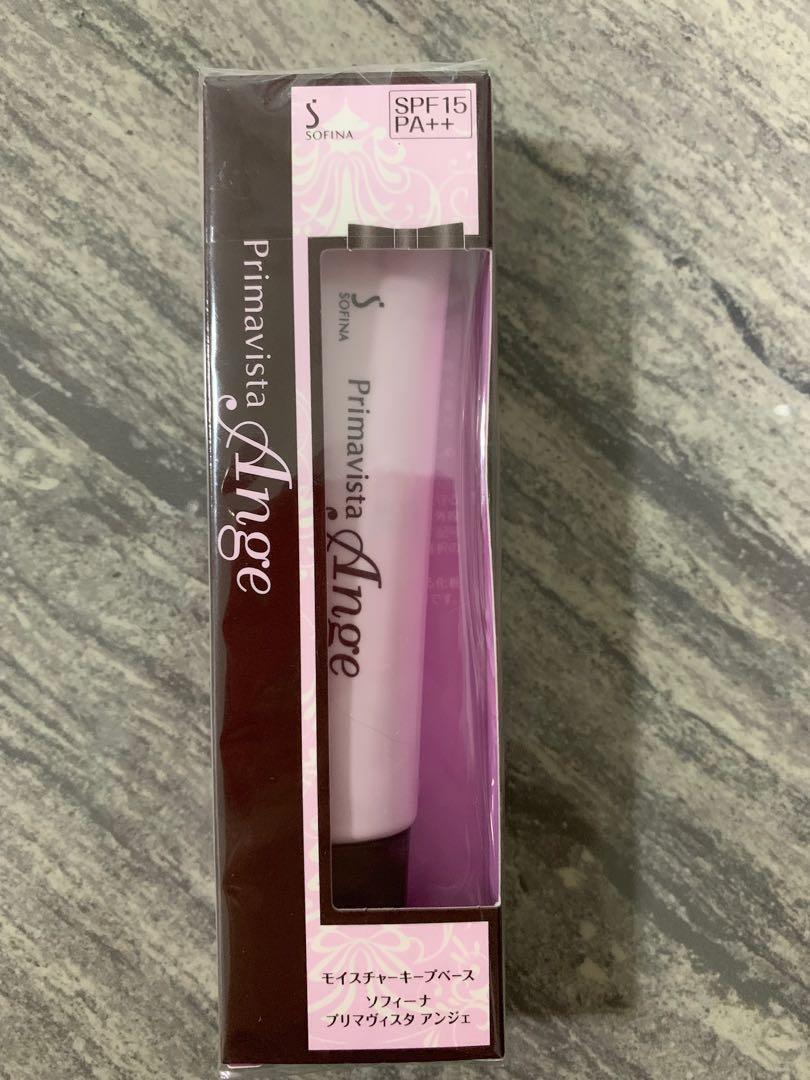 SOFINA
SPF15
PA++
Primavista
Ange
SOFINA
Primavista
Ange
モイスチャーキープベース
ソフィーナ
プリマヴィスタ アンジェ